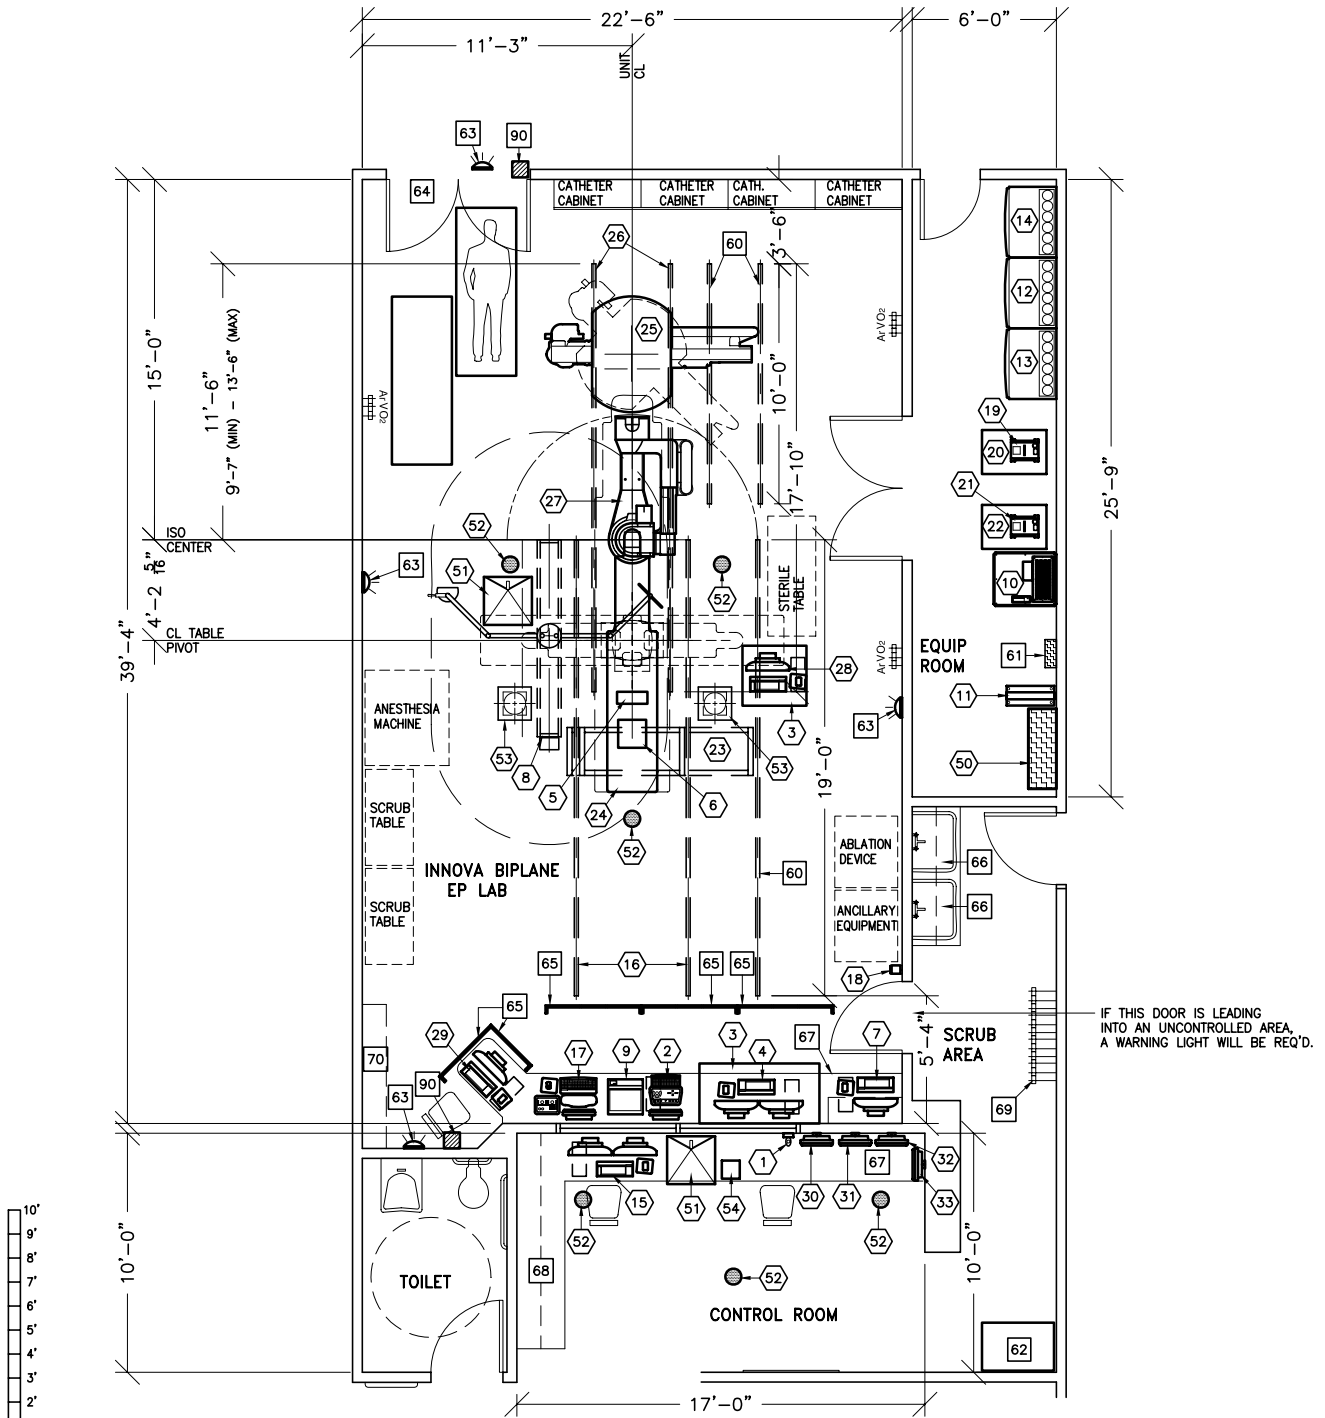 22'-6"
6'-0"
11'-3"
UNIT
CL
63
90
64
CATHETER
CABINET
CATHETER
CABINET
CATH.
CABINET
CATHETER
CABINET
14
3'-6"
26
60
12
25
ArVO2
13
15'-0"
11'-6"
9'-7" (MIN) - 13'-6" (MAX)
10'-0"
ArVO2
19
20
17'-10"
27
21
22
25'-9"
ISO
CENTER
52
51
63
52
STERILE
TABLE
10
4'-2 5/16"
CL TABLE
PIVOT
39'-4"
ArVO2
EQUIP
ROOM
61
28
11
ANESTHESIA
MACHINE
63
3
53
8
23
53
50
5
6
24
19'-0"
SCRUB
TABLE
52
ABLATION
DEVICE
66
INNOVA BIPLANE
EP LAB
60
SCRUB
TABLE
ANCILLARY
EQUIPMENT
66
65
16
65
65
18
65
IF THIS DOOR IS LEADING
INTO AN UNCONTROLLED AREA,
A WARNING LIGHT WILL BE REQ'D.
5'-4"
SCRUB
AREA
29
70
90
63
17
9
2
3
4
67
7
69
1
30
31
67
32
33
15
51
54
52
52
10'
9'
8'
7'
6'
5'
4'
3'
2'
10'-0"
10'-0"
TOILET
68
52
CONTROL ROOM
62
17'-0"